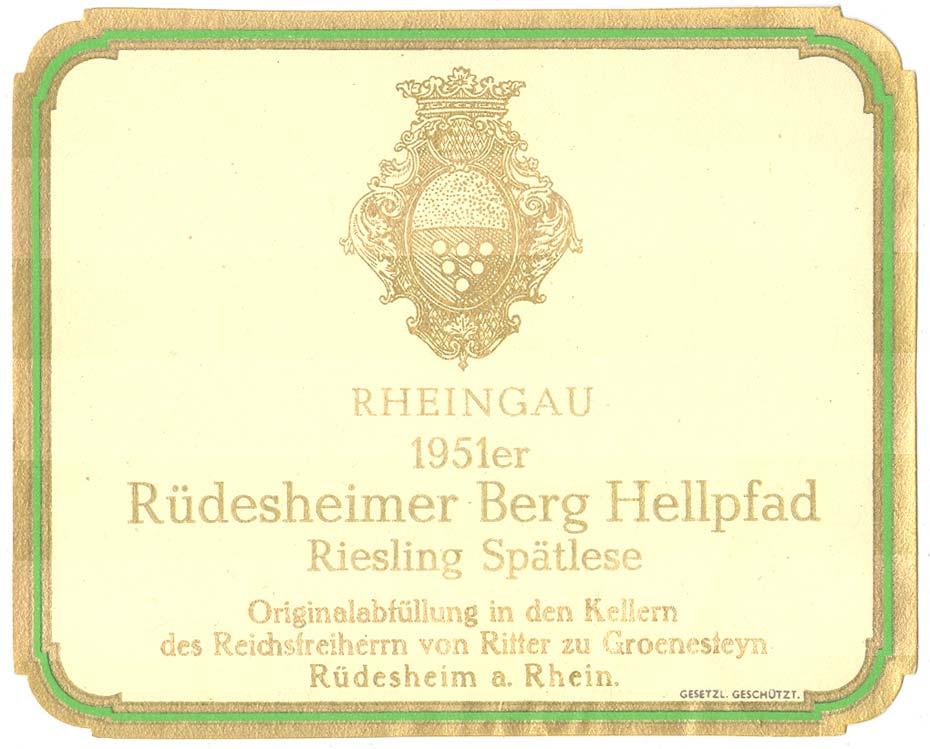 RHEINGAU
1951er
Rüdesheimer Berg Hellpfad
Riesling Spätlese
Originalabfüllung in den Kellern
des Reichsfreiherrn von Ritter zu Groenesteyn
Rüdesheim a. Rhein.
GESETZL. GESCHÜTZT.